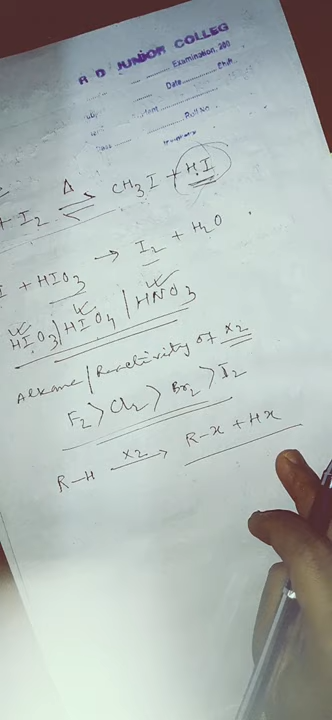 R D JUNIOR COLLEG
Examination, 200
Date
Roll No
+ I2 ⇌ Δ CH3I + HI
I + HIO3 → I2 + H2O
HIO3 / HIO4 / HNO3
Alkane / Reactivity of X2
F2 > Cl2 > Br2 > I2
R-H X2 → R-x + Hx